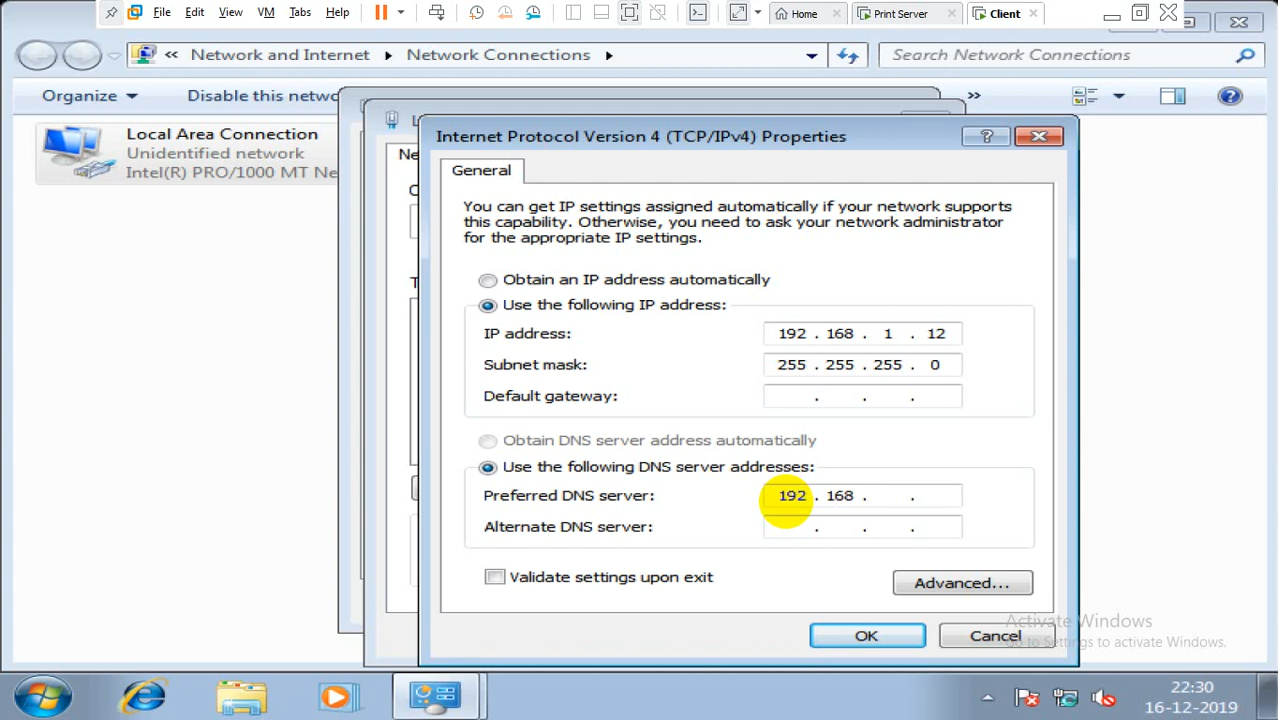 File Edit View VM Tabs Help Home Print Server Client
« Network and Internet Network Connections Search Network Connections
Organize Disable this netwo »
Local Area Connection
Unidentified network
Intel(R) PRO/1000 MT Ne
Internet Protocol Version 4 (TCP/IPv4) Properties
General
You can get IP settings assigned automatically if your network supports
this capability. Otherwise, you need to ask your network administrator
for the appropriate IP settings.
Obtain an IP address automatically
Use the following IP address:
IP address: 192 . 168 . 1 . 12
Subnet mask: 255 . 255 . 255 . 0
Default gateway: . . .
Obtain DNS server address automatically
Use the following DNS server addresses:
Preferred DNS server: 192 . 168 . .
Alternate DNS server: . . .
Validate settings upon exit
Advanced...
OK Cancel
Activate Windows
Go to Settings to activate Windows.
22:30
16-12-2019